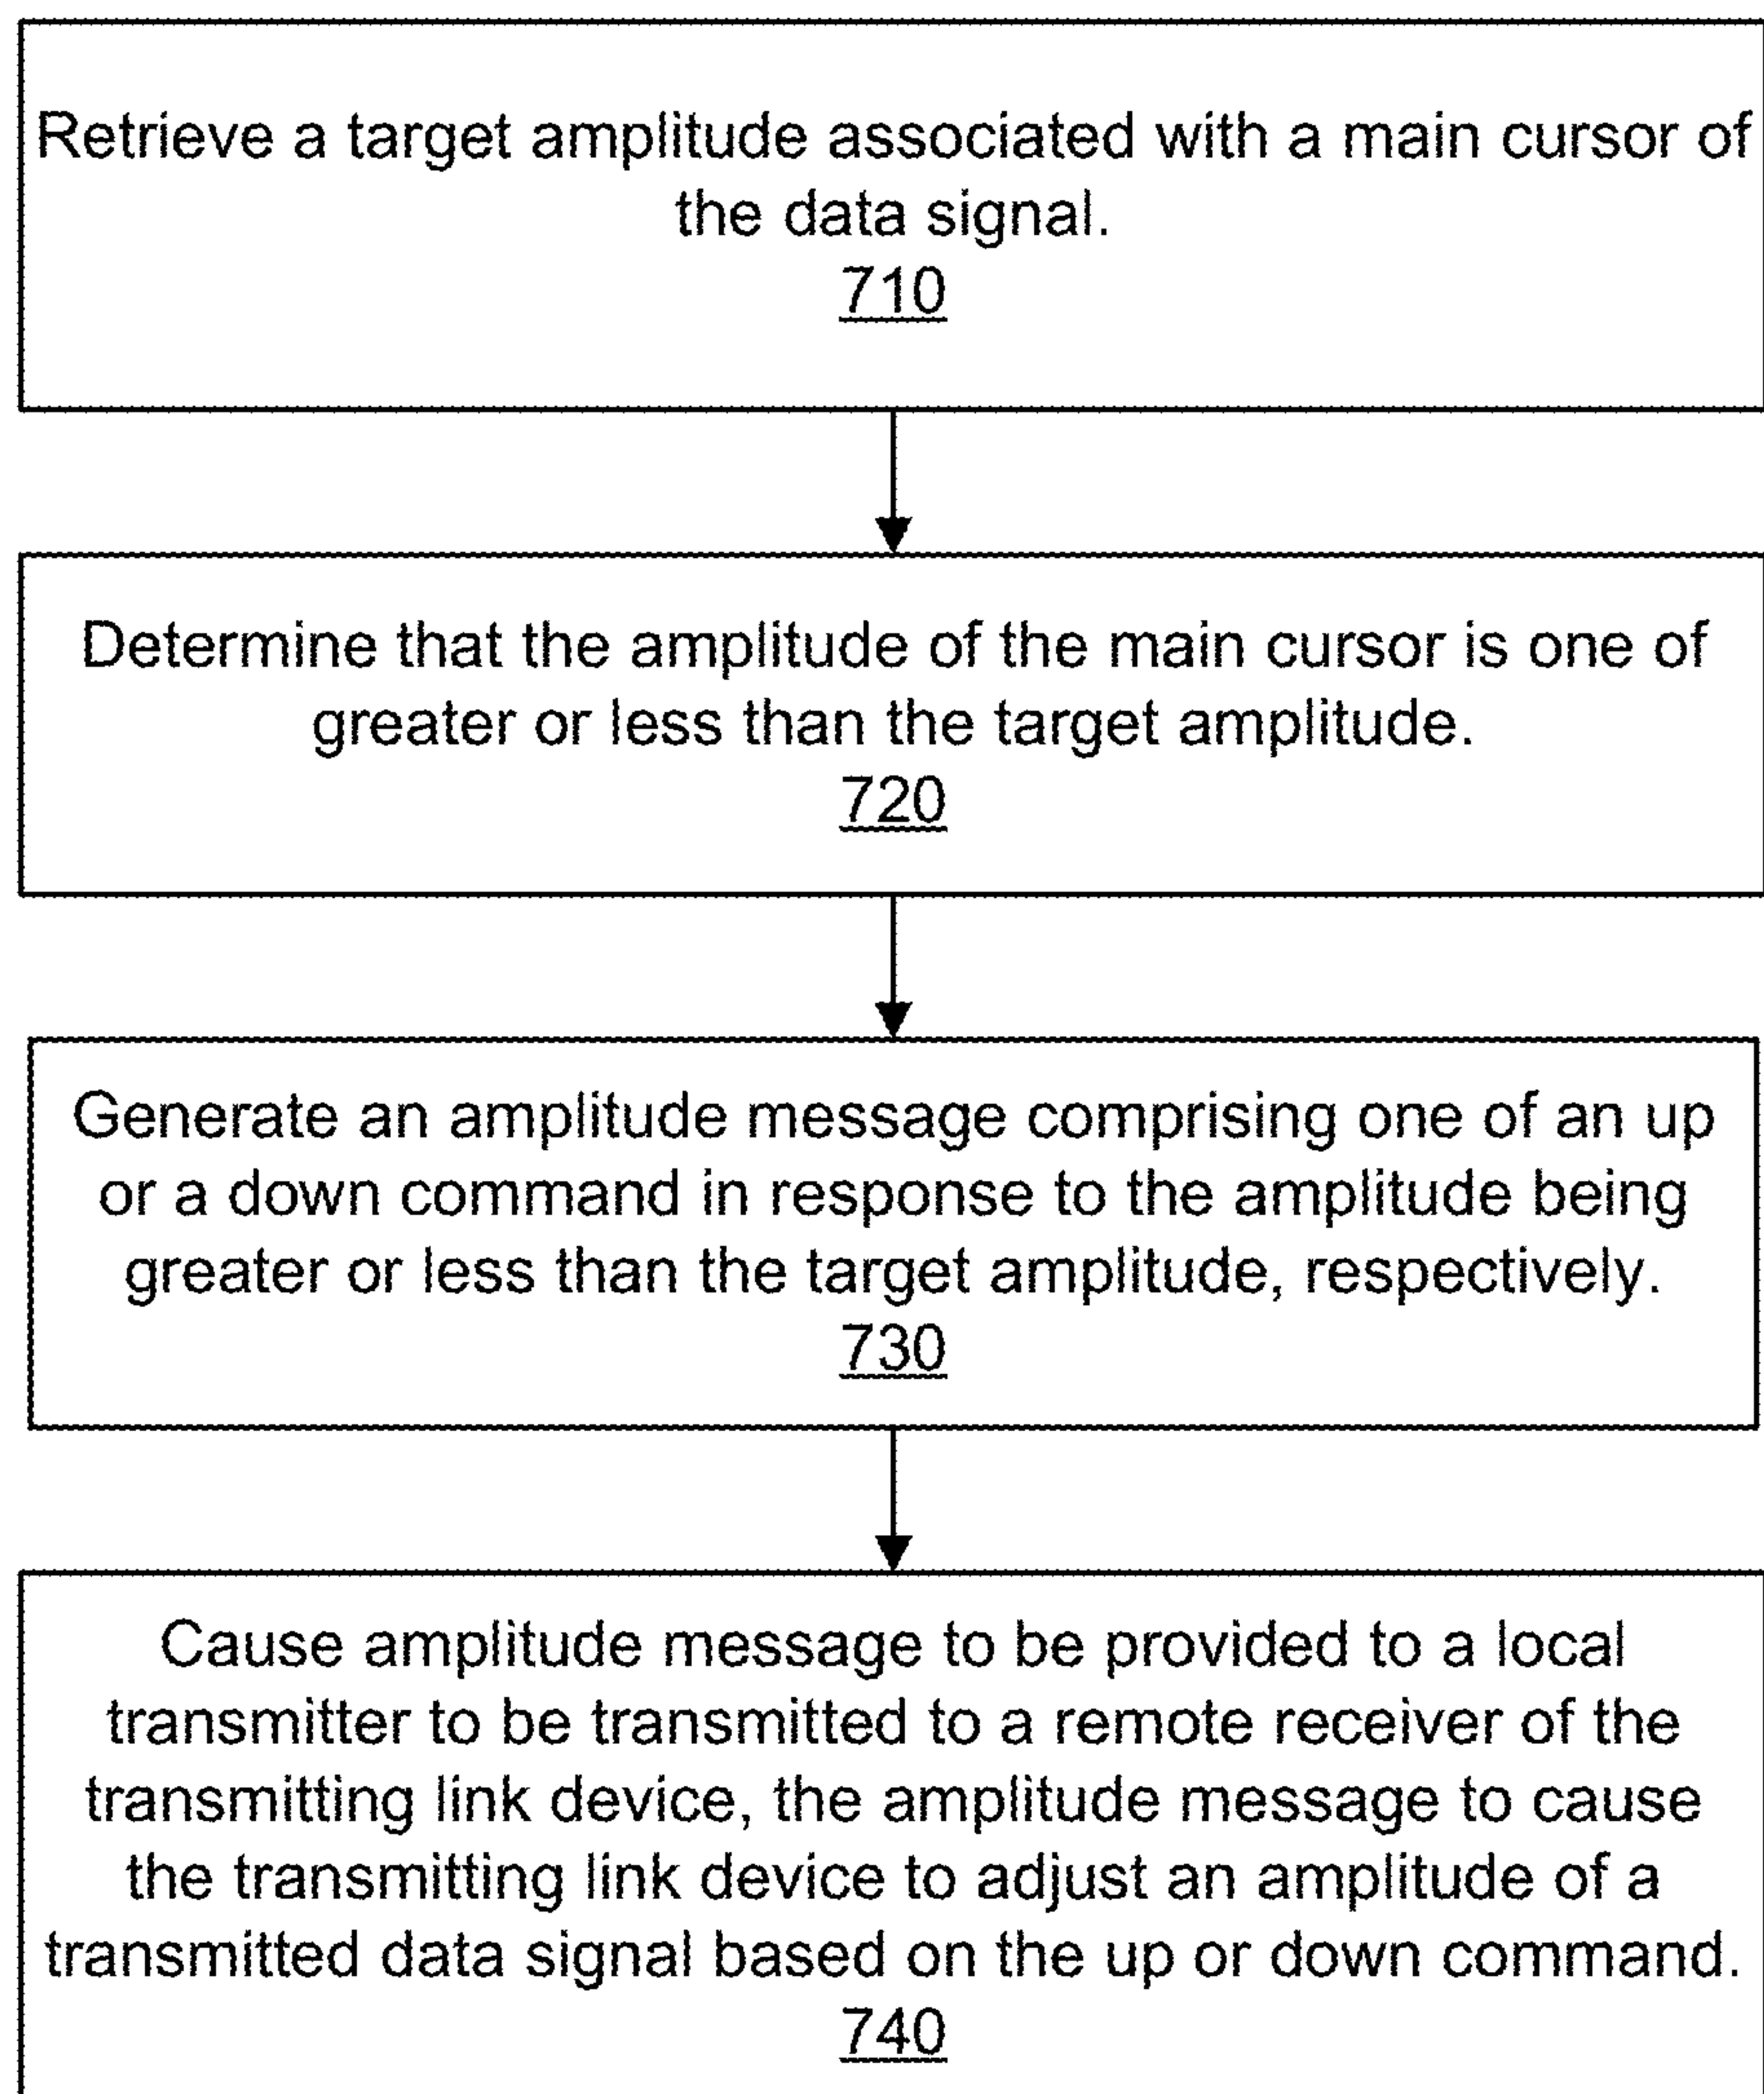 Retrieve a target amplitude associated with a main cursor of
the data signal.
710
Determine that the amplitude of the main cursor is one of
greater or less than the target amplitude.
720
Generate an amplitude message comprising one of an up
or a down command in response to the amplitude being
greater or less than the target amplitude, respectively.
730
Cause amplitude message to be provided to a local
transmitter to be transmitted to a remote receiver of the
transmitting link device, the amplitude message to cause
the transmitting link device to adjust an amplitude of a
transmitted data signal based on the up or down command.
740